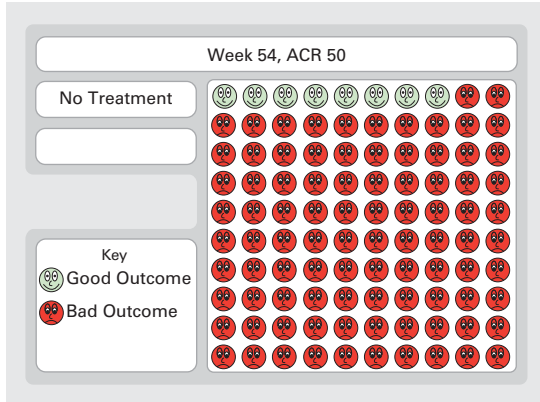 Week 54, ACR 50
No Treatment
Key
Good Outcome
Bad Outcome